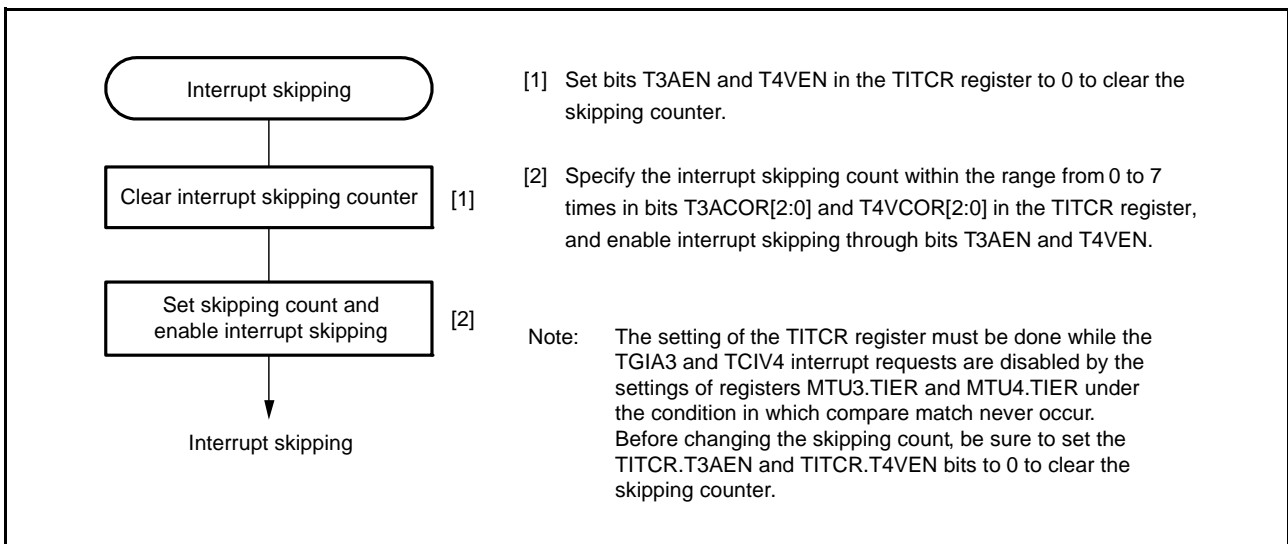 Interrupt skipping
Clear interrupt skipping counter
[1]
Set skipping count and
enable interrupt skipping
[2]
Interrupt skipping
[1] Set bits T3AEN and T4VEN in the TITCR register to 0 to clear the
skipping counter.
[2] Specify the interrupt skipping count within the range from 0 to 7
times in bits T3ACOR[2:0] and T4VCOR[2:0] in the TITCR register,
and enable interrupt skipping through bits T3AEN and T4VEN.
Note: The setting of the TITCR register must be done while the
TGIA3 and TCIV4 interrupt requests are disabled by the
settings of registers MTU3.TIER and MTU4.TIER under
the condition in which compare match never occur.
Before changing the skipping count, be sure to set the
TITCR.T3AEN and TITCR.T4VEN bits to 0 to clear the
skipping counter.